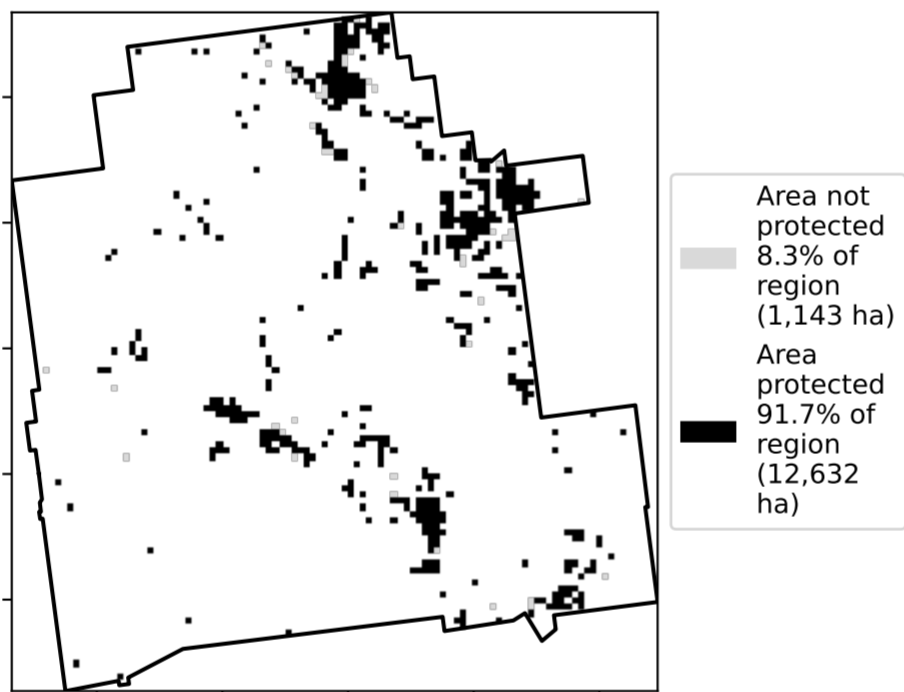 Area not
protected
8.3% of
region
(1,143 ha)
Area
protected
91.7% of
region
(12,632
ha)